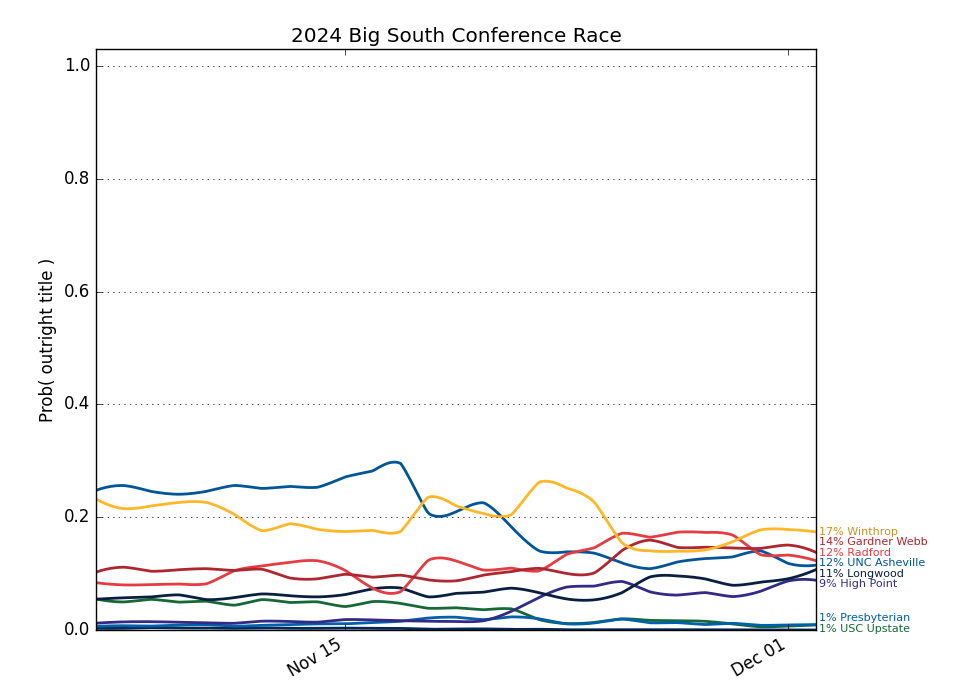 2024 Big South Conference Race
Prob( outright title )
1.0
0.8
0.6
0.4
0.2
0.0
Nov 15
Dec 01
17% Winthrop
14% Gardner Webb
12% Radford
12% UNC Asheville
11% Longwood
9% High Point
1% Presbyterian
1% USC Upstate